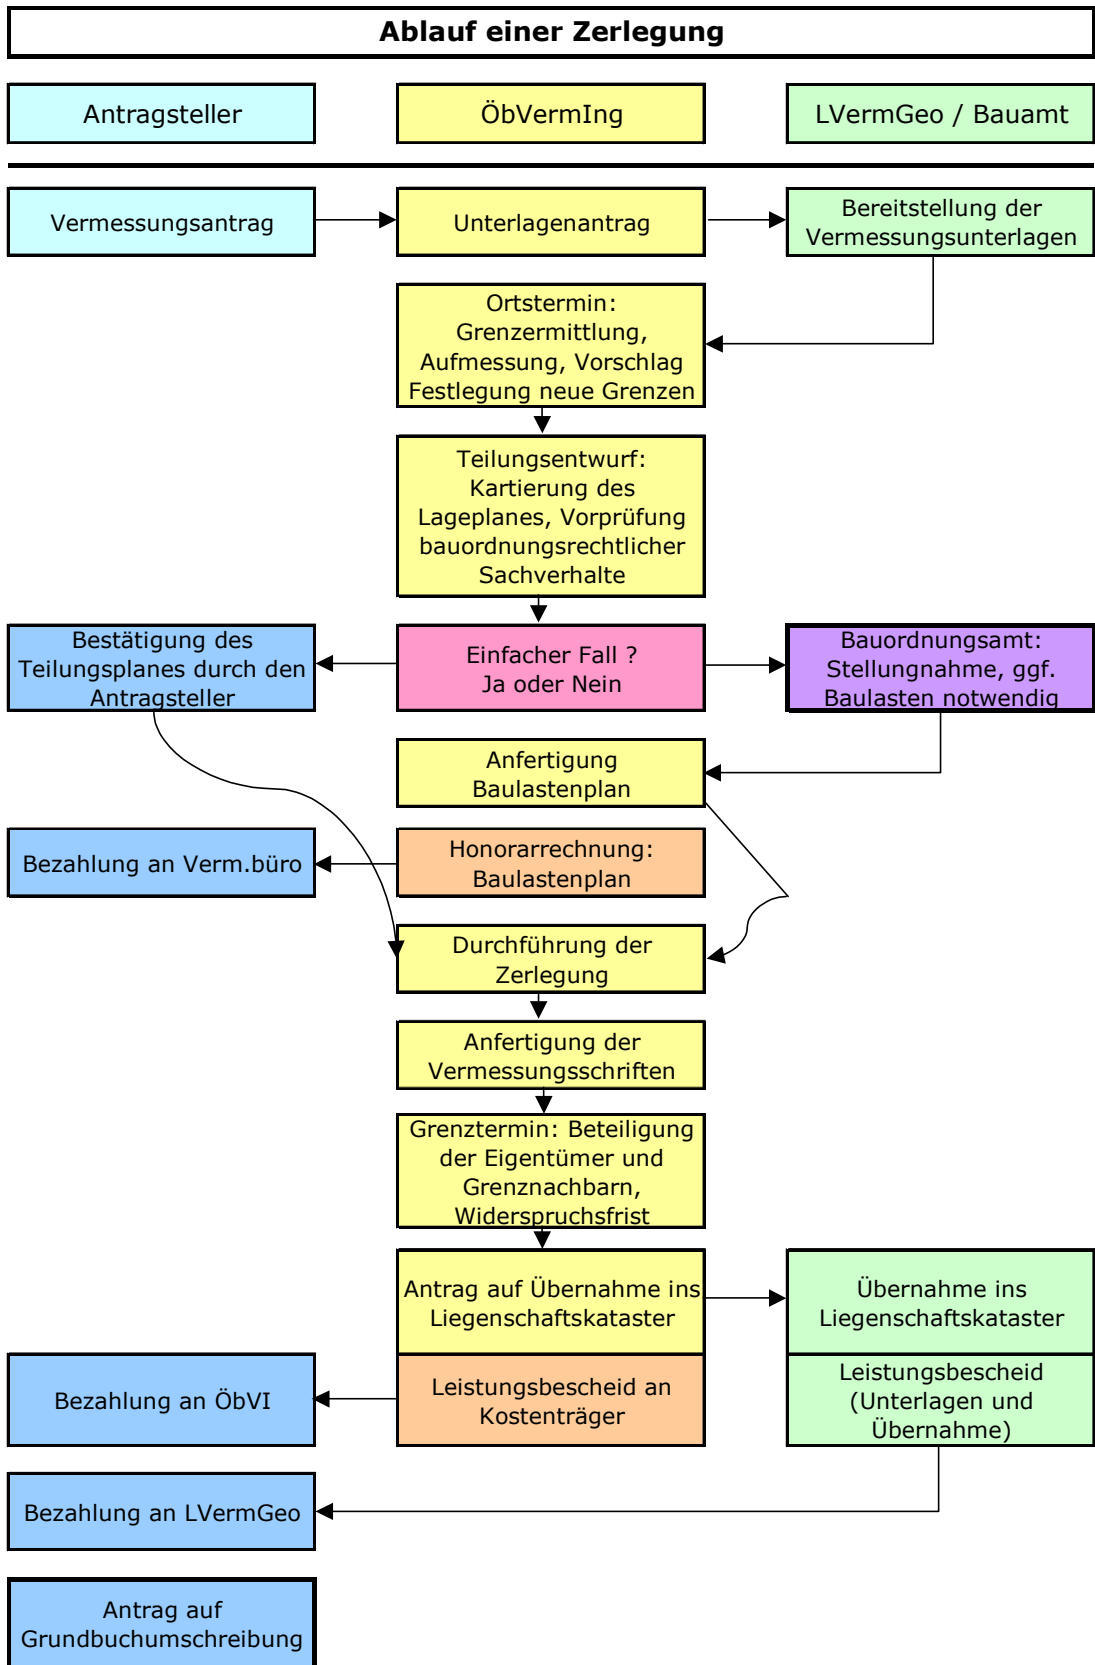 Ablauf einer Zerlegung
Antragsteller
ÖbVermIng
LVermGeo / Bauamt
Vermessungsantrag
Unterlagenantrag
Bereitstellung der
Vermessungsunterlagen
Ortstermin:
Grenzermittlung,
Aufmessung, Vorschlag
Festlegung neue Grenzen
Teilungsentwurf:
Kartierung des
Lageplanes, Vorprüfung
bauordnungsrechtlicher
Sachverhalte
Bestätigung des
Teilungsplanes durch den
Antragsteller
Einfacher Fall ?
Ja oder Nein
Bauordnungsamt:
Stellungnahme, ggf.
Baulasten notwendig
Anfertigung
Baulastenplan
Bezahlung an Verm.büro
Honorarrechnung:
Baulastenplan
Durchführung der
Zerlegung
Anfertigung der
Vermessungsschriften
Grenztermin: Beteiligung
der Eigentümer und
Grenznachbarn,
Widerspruchsfrist
Antrag auf Übernahme ins
Liegenschaftskataster
Übernahme ins
Liegenschaftskataster
Bezahlung an ÖbVI
Leistungsbescheid an
Kostenträger
Leistungsbescheid
(Unterlagen und
Übernahme)
Bezahlung an LVermGeo
Antrag auf
Grundbuchumschreibung